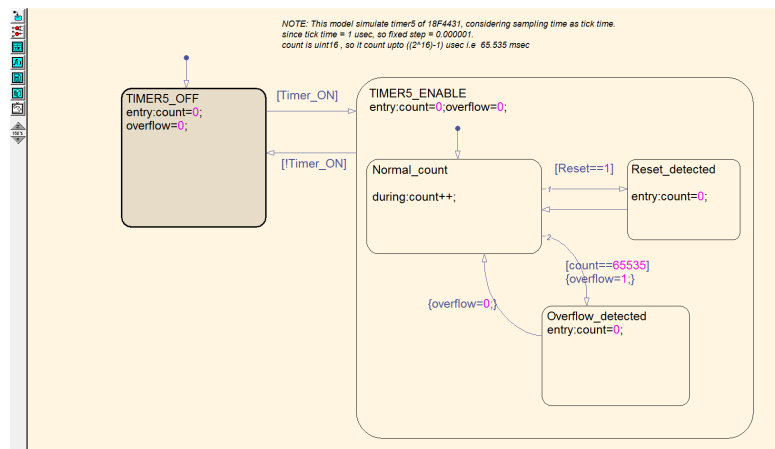 NOTE: This model simulate timer5 of 18F4431, considering sampling time as tick time.
since tick time = 1 usec, so fixed step = 0.000001.
count is uint16 , so it count upto ((2^16)-1) usec i.e 65.535 msec
TIMER5_OFF
entry:count=0;
overflow=0;
[Timer_ON]
[!Timer_ON]
TIMER5_ENABLE
entry:count=0;overflow=0;
Normal_count
during:count++;
[Reset==1]
1
Reset_detected
entry:count=0;
2
[count==65535]
{overflow=1;}
{overflow=0;}
Overflow_detected
entry:count=0;
100 %